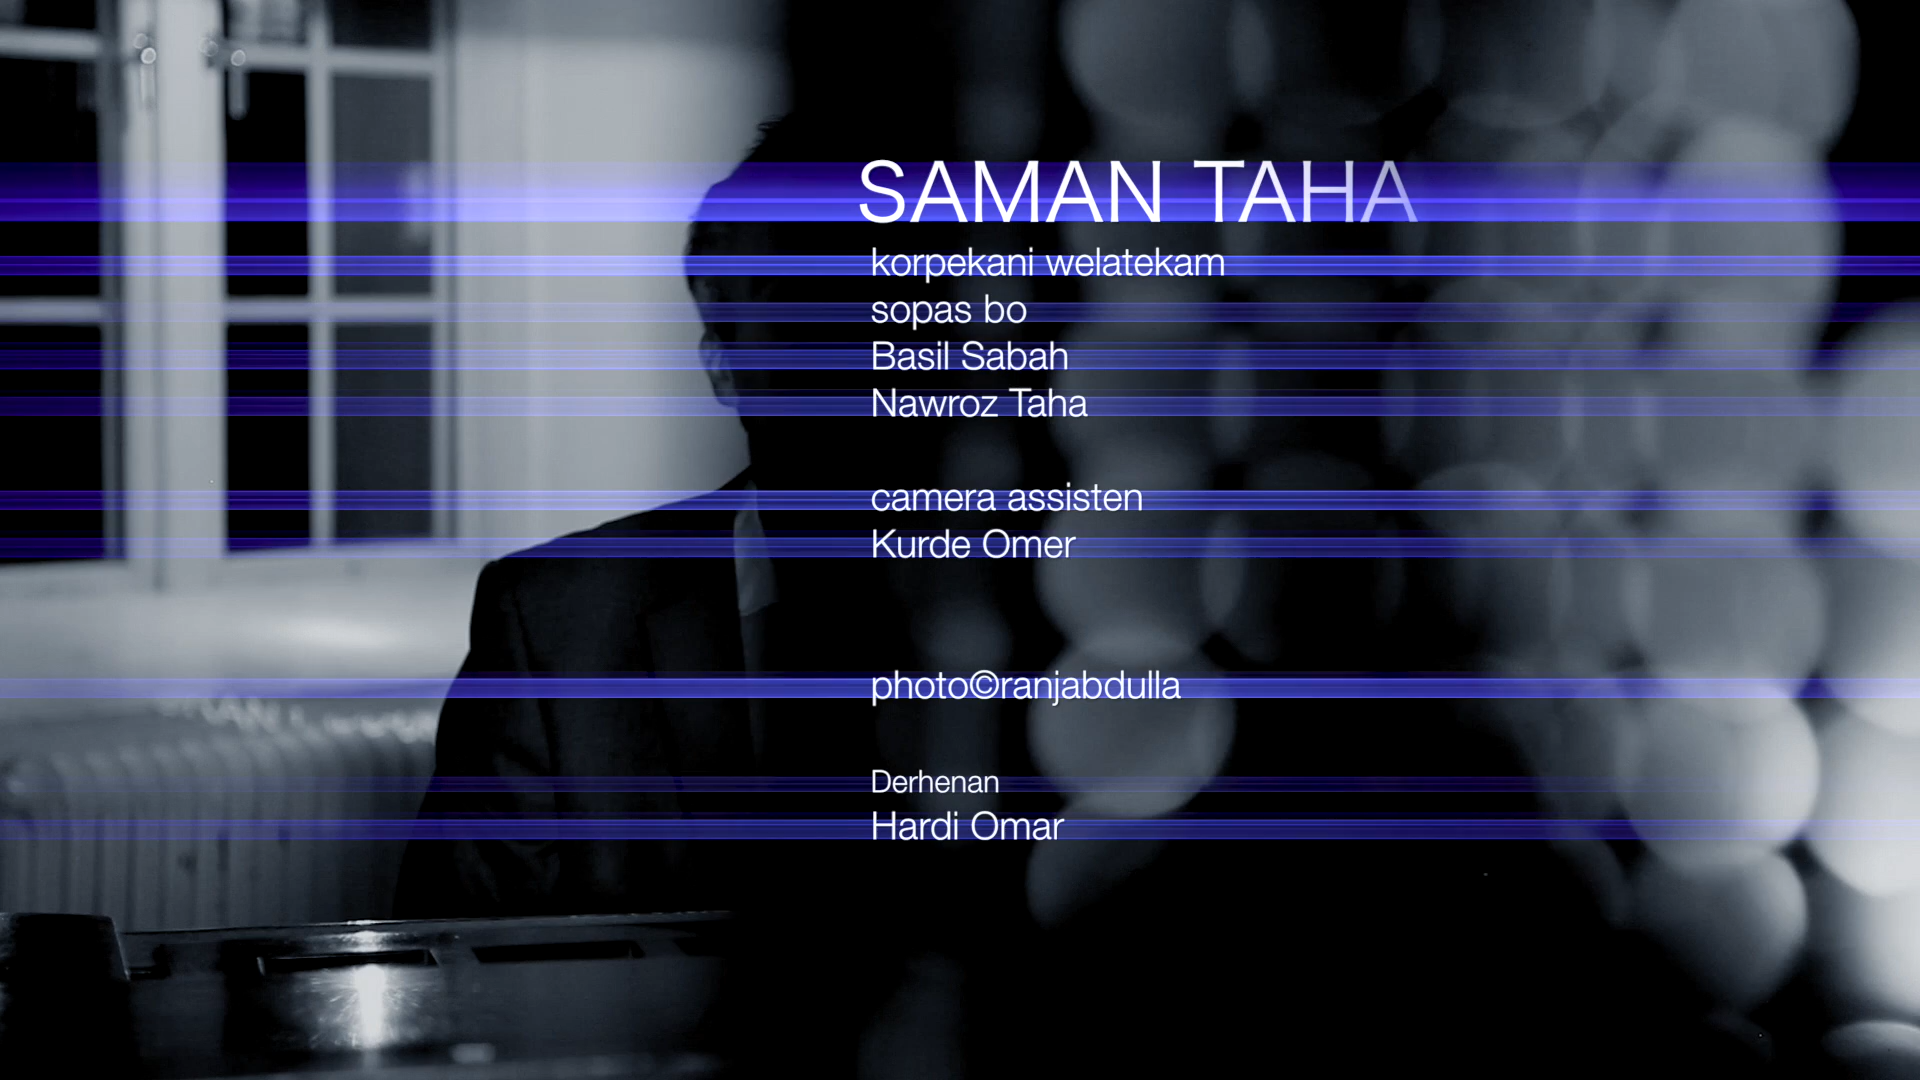 SAMAN TAHA
korpekani welatekam
sopas bo
Basil Sabah
Nawroz Taha
camera assisten
Kurde Omer
photo©ranjabdulla
Derhenan
Hardi Omar